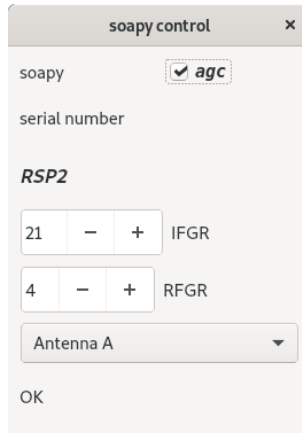 soapy control ×
soapy agc
serial number
RSP2
21 − + IFGR
4 − + RFGR
Antenna A
OK